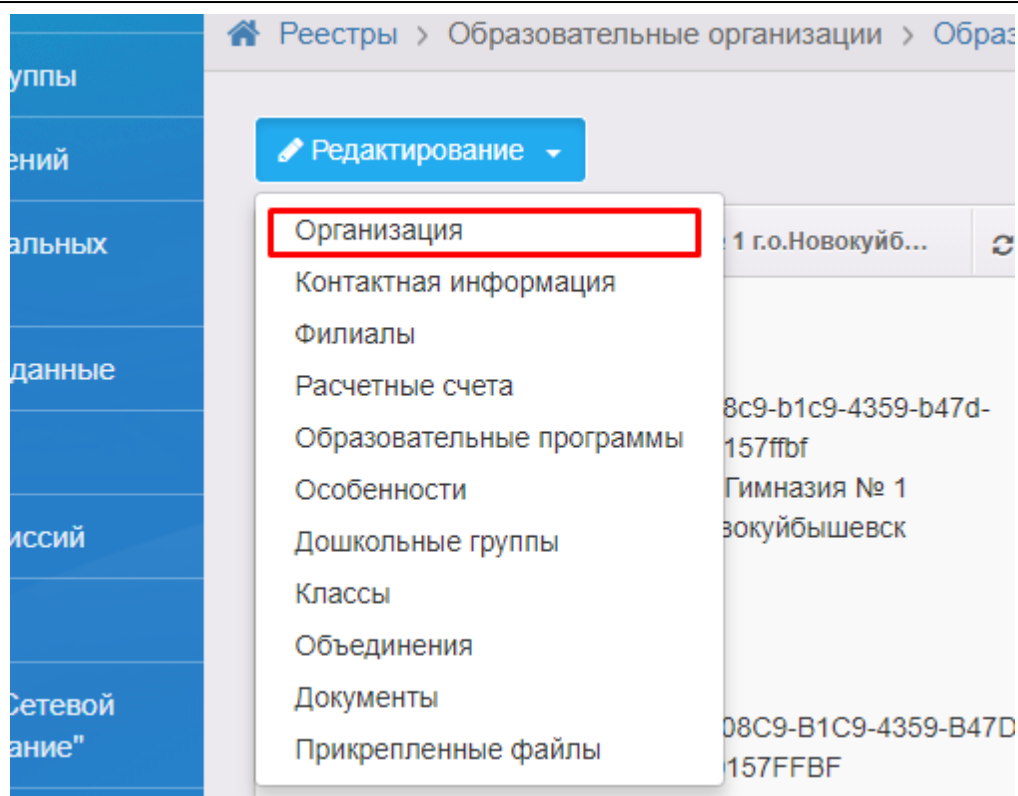 Реестры > Образовательные организации > Образ
уппы
ений
альных
данные
иссий
Сетевой
ание"
Редактирование
Организация
Контактная информация
Филиалы
Расчетные счета
Образовательные программы
Особенности
Дошкольные группы
Классы
Объединения
Документы
Прикрепленные файлы
1 г.о.Новокуйб...
8c9-b1c9-4359-b47d-
157ffbf
Гимназия № 1
вокуйбышевск
08C9-B1C9-4359-B47D
157FFBF